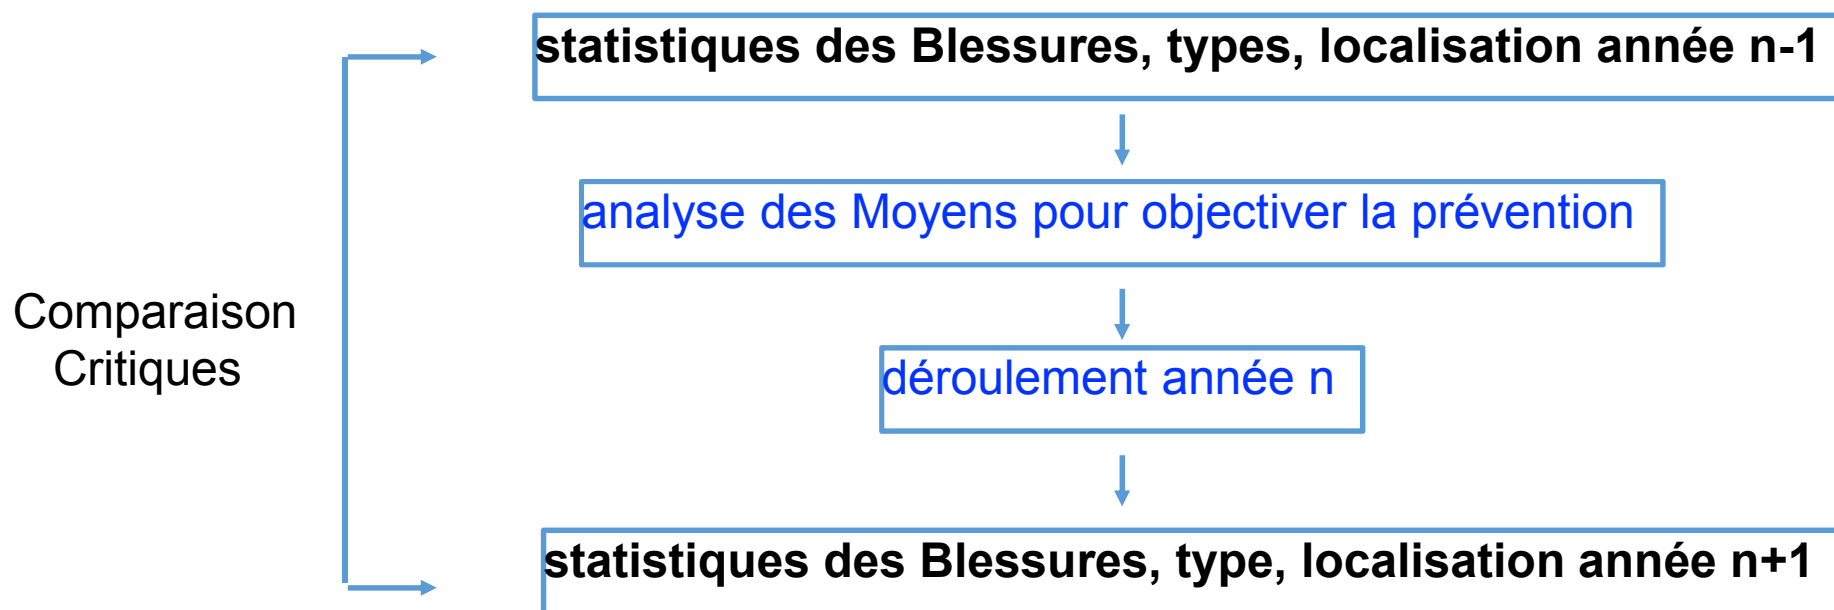 statistiques des Blessures, types, localisation année n-1
analyse des Moyens pour objectiver la prévention
Comparaison
Critiques
déroulement année n
statistiques des Blessures, type, localisation année n+1